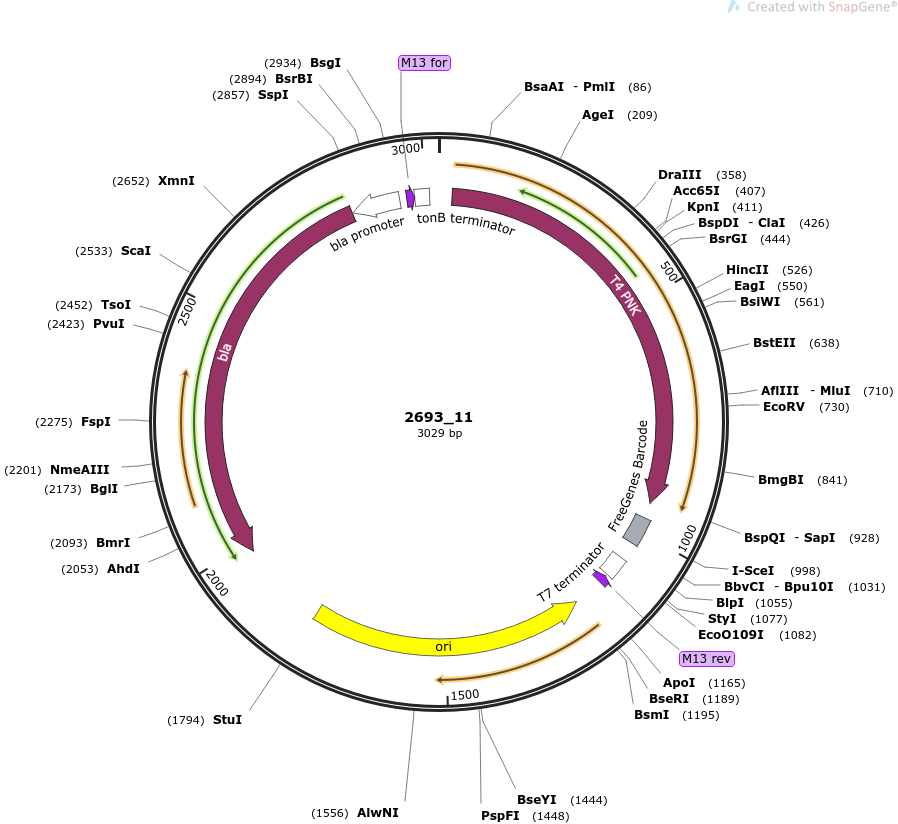 Created with SnapGene®
(2934) BsgI
(2894) BsrBI
(2857) SspI
M13 for
BsaAI - PmlI (86)
AgeI (209)
3000
(2652) XmnI
DraIII (358)
Acc65I (407)
KpnI (411)
BspDI - ClaI (426)
BsrGI (444)
bla promoter
tonB terminator
(2533) ScaI
500
HincII (526)
EagI (550)
BsiWI (561)
T4 PNK
(2452) TsoI
(2423) PvuI
2500
bla
BstEII (638)
AflIII - MluI (710)
EcoRV (730)
2693_11
3029 bp
(2275) FspI
(2201) NmeAIII
(2173) BglI
BmgBI (841)
FreeGenes Barcode
(2093) BmrI
(2053) AhdI
BspQI - SapI (928)
1000
I-SceI (998)
BbvCI - Bpu10I (1031)
BlpI (1055)
StyI (1077)
EcoO109I (1082)
T7 terminator
2000
M13 rev
ori
ApoI (1165)
BseRI (1189)
BsmI (1195)
1500
(1794) StuI
(1556) AlwNI
BseYI (1444)
PspFI (1448)